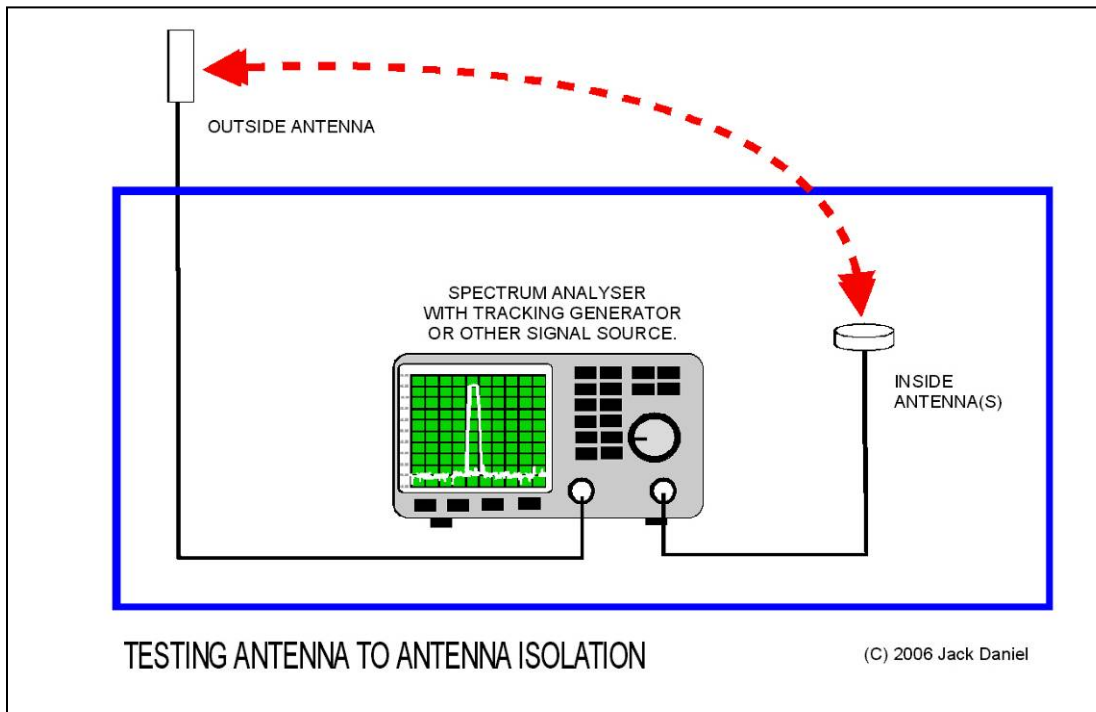 OUTSIDE ANTENNA
SPECTRUM ANALYSER
WITH TRACKING GENERATOR
OR OTHER SIGNAL SOURCE.
INSIDE
ANTENNA(S)
TESTING ANTENNA TO ANTENNA ISOLATION
(C) 2006 Jack Daniel